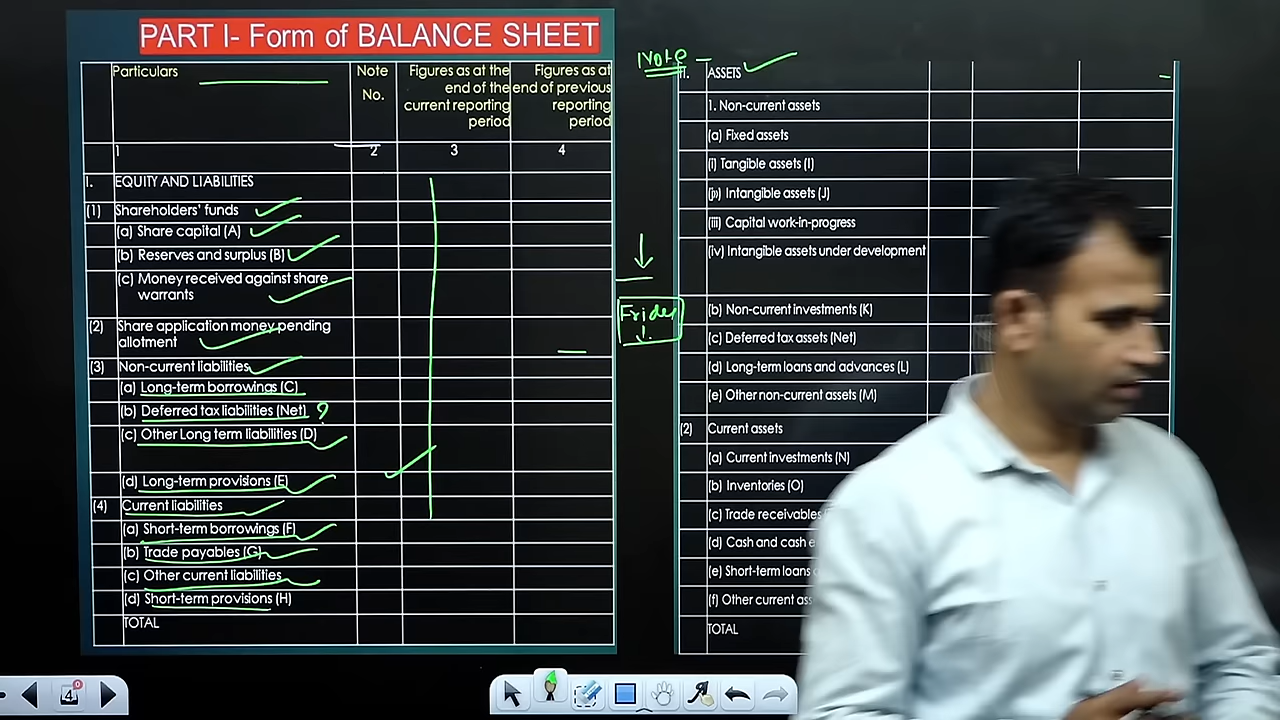 PART I- Form of BALANCE SHEET
Particulars
Note
No.
Figures as at the
end of the
current reporting
period
Figures as at
end of previous
reporting
period
1
2
3
4
I. EQUITY AND LIABILITIES
(1) Shareholders' funds
(a) Share capital (A)
(b) Reserves and surplus (B)
(c) Money received against share
warrants
(2) Share application money pending
allotment
(3) Non-current liabilities
(a) Long-term borrowings (C)
(b) Deferred tax liabilities (Net) ?
(c) Other Long term liabilities (D)
(d) Long-term provisions (E)
(4) Current liabilities
(a) Short-term borrowings (F)
(b) Trade payables (G)
(c) Other current liabilities
(d) Short-term provisions (H)
TOTAL
Note
II. ASSETS
1. Non-current assets
(a) Fixed assets
(i) Tangible assets (I)
(ii) Intangible assets (J)
(iii) Capital work-in-progress
(iv) Intangible assets under development
(b) Non-current investments (K)
(c) Deferred tax assets (Net)
(d) Long-term loans and advances (L)
(e) Other non-current assets (M)
(2) Current assets
(a) Current investments (N)
(b) Inventories (O)
(c) Trade receivables
(d) Cash and cash
(e) Short-term loans
(f) Other current
TOTAL
4
0